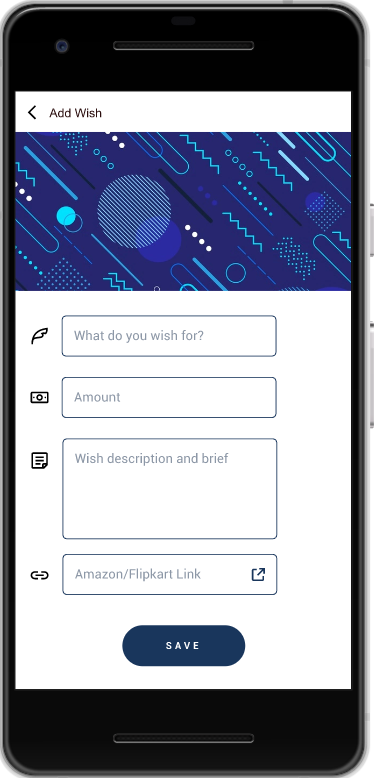 Add Wish
What do you wish for?
Amount
Wish description and brief
Amazon/Flipkart Link
SAVE